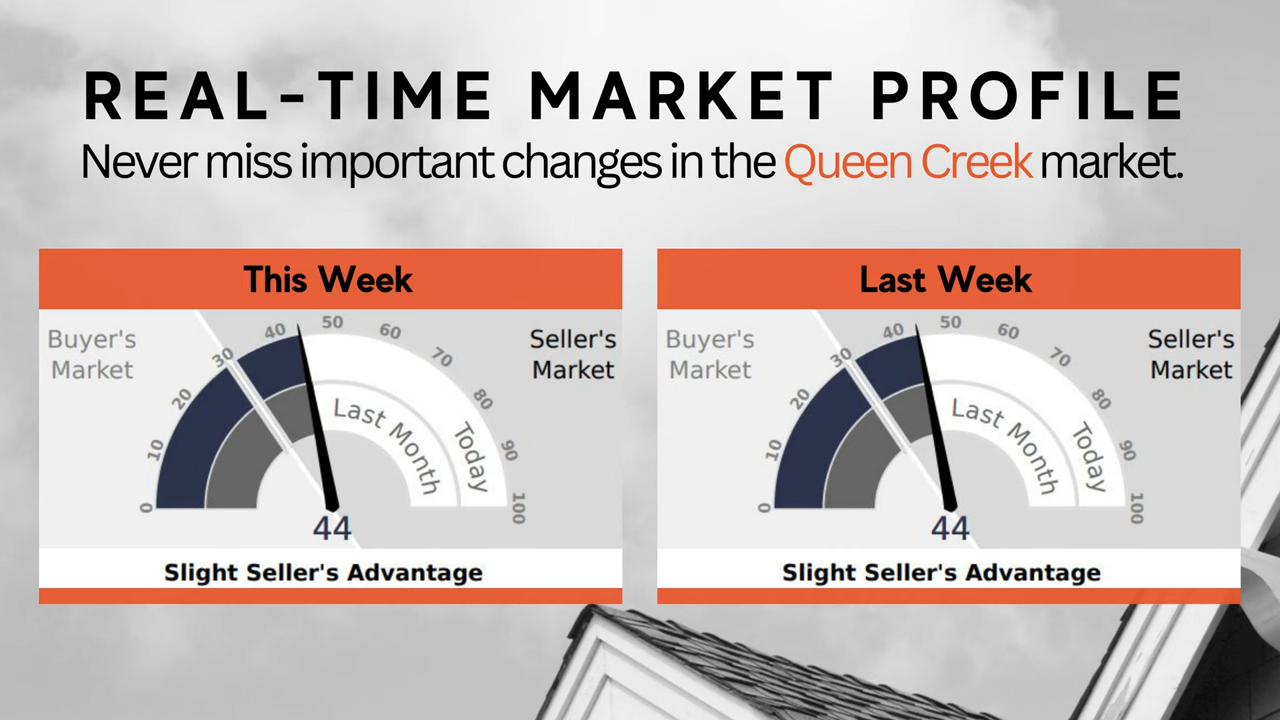 REAL-TIME MARKET PROFILE
Never miss important changes in the Queen Creek market.
This Week
Buyer's
Market
Seller's
Market
0
10
20
30
40
50
60
70
80
90
100
Last Month
Today
44
Slight Seller's Advantage
Last Week
Buyer's
Market
Seller's
Market
0
10
20
30
40
50
60
70
80
90
100
Last Month
Today
44
Slight Seller's Advantage